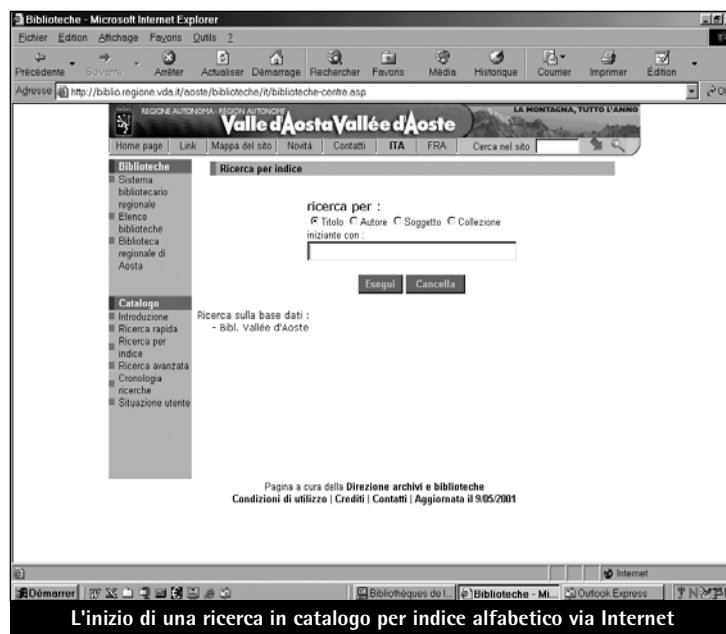 Biblioteche - Microsoft Internet Explorer
Fichier Edition Affichage Favoris Outils ?
Précédente Suivante Arrêter Actualiser Démarrage Rechercher Favoris Média Historique Courrier Imprimer Edition
Adresse http://biblio.regione.vda.it/aoste/biblioteche/it/biblioteche-centre.asp
REGIONE AUTONOMA - RÉGION AUTONOME
LA MONTAGNA, TUTTO L'ANNO
Valle d'Aosta Vallée d'Aoste
Home page Link Mappa del sito Novità Contatti ITA FRA Cerca nel sito
Biblioteche
Sistema
bibliotecario
regionale
Elenco
biblioteche
Biblioteca
regionale di
Aosta
Catalogo
Introduzione
Ricerca rapida
Ricerca per
indice
Ricerca avanzata
Cronologia
ricerche
Situazione utente
Ricerca per indice
ricerca per :
Titolo Autore Soggetto Collezione
iniziante con :
Esegui Cancella
Ricerca sulla base dati :
- Bibl. Vallée d'Aoste
Pagina a cura della Direzione archivi e biblioteche
Condizioni di utilizzo | Crediti | Contatti | Aggiornata il 9/05/2001
Internet
Démarrer Bibliothèques de l... Biblioteche - Mi... Outlook Express
L'inizio di una ricerca in catalogo per indice alfabetico via Internet